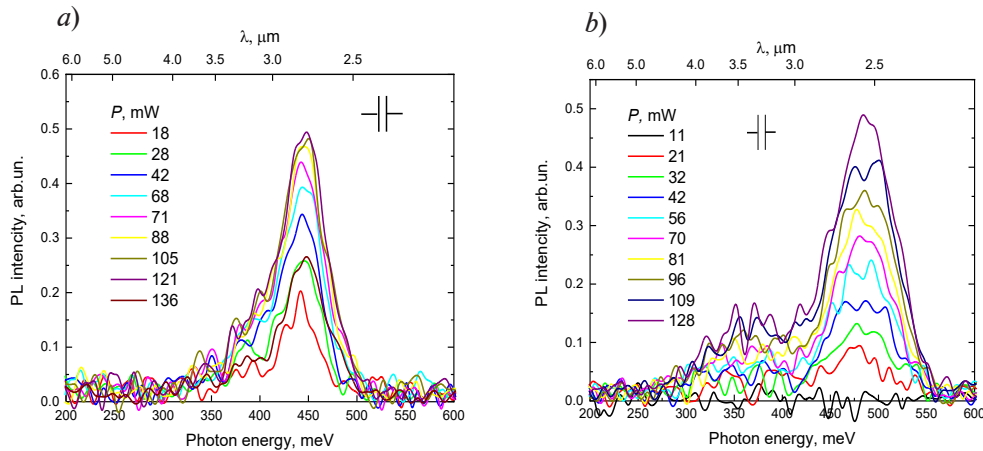 a)
λ, μm
6.0 5.0 4.0 3.5 3.0 2.5
0.6
0.5
0.4
0.3
0.2
0.1
0.0
PL intencity, arb.un.
P, mW
18
28
42
68
71
88
105
121
136
200 250 300 350 400 450 500 550 600
Photon energy, meV
b)
λ, μm
6.0 5.0 4.0 3.5 3.0 2.5
0.5
0.4
0.3
0.2
0.1
0.0
PL intencity, arb.un.
P, mW
11
21
32
42
56
70
81
96
109
128
200 250 300 350 400 450 500 550 600
Photon energy, meV